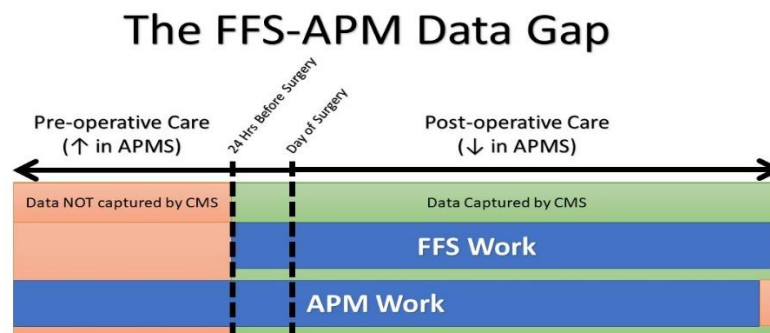 The FFS-APM Data Gap
Pre-operative Care
(↑ in APMS)
24 Hrs Before Surgery
Day of Surgery
Post-operative Care
(↓ in APMS)
Data NOT captured by CMS
Data Captured by CMS
FFS Work
APM Work